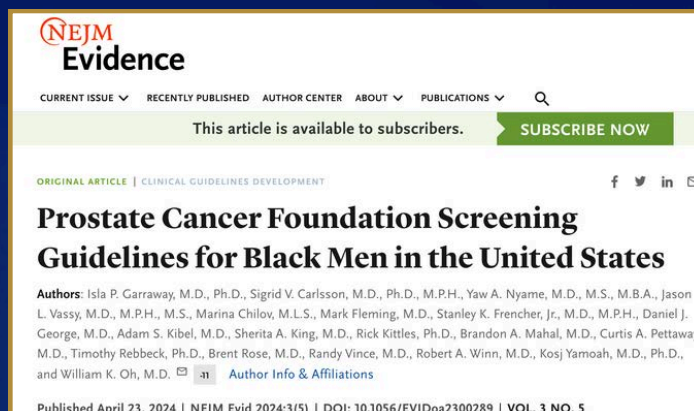 NEJM
Evidence
CURRENT ISSUE RECENTLY PUBLISHED AUTHOR CENTER ABOUT PUBLICATIONS
This article is available to subscribers. SUBSCRIBE NOW
ORIGINAL ARTICLE | CLINICAL GUIDELINES DEVELOPMENT
Prostate Cancer Foundation Screening
Guidelines for Black Men in the United States
Authors: Isla P. Garraway, M.D., Ph.D., Sigrid V. Carlsson, M.D., Ph.D., M.P.H., Yaw A. Nyame, M.D., M.S., M.B.A., Jason
L. Vassy, M.D., M.P.H., M.S., Marina Chilov, M.L.S., Mark Fleming, M.D., Stanley K. Frencher, Jr., M.D., M.P.H., Daniel J.
George, M.D., Adam S. Kibel, M.D., Sherita A. King, M.D., Rick Kittles, Ph.D., Brandon A. Mahal, M.D., Curtis A. Pettaway,
M.D., Timothy Rebbeck, Ph.D., Brent Rose, M.D., Randy Vince, M.D., Robert A. Winn, M.D., Kosj Yamoah, M.D., Ph.D.,
and William K. Oh, M.D. -11 Author Info & Affiliations
Published April 23, 2024 | NEJM Evid 2024;3(5) | DOI: 10.1056/EVIDoa2300289 | VOL. 3 NO. 5